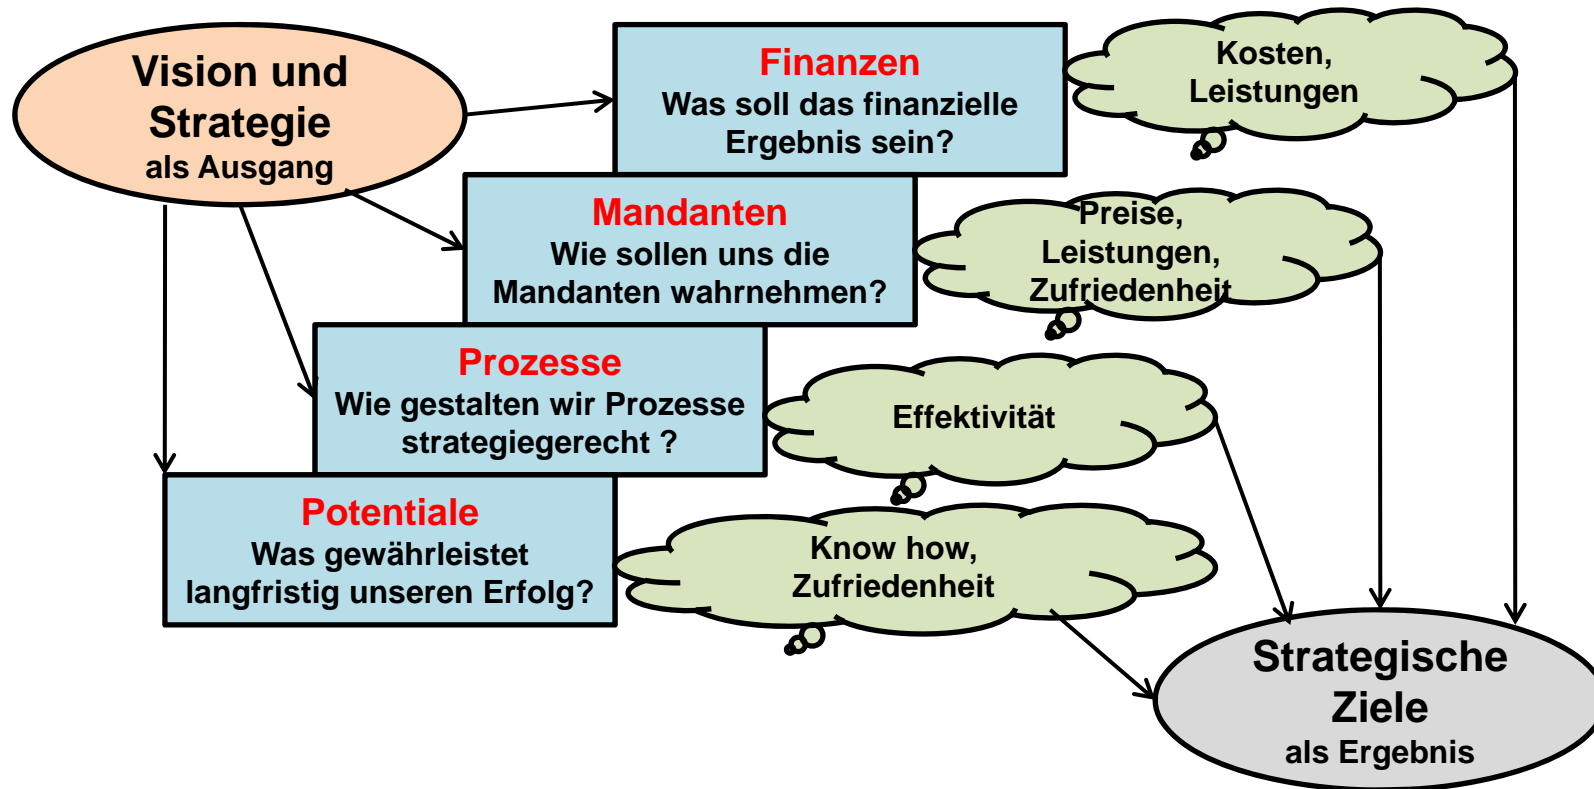 Vision und
Strategie
als Ausgang
Finanzen
Was soll das finanzielle
Ergebnis sein?
Kosten,
Leistungen
Mandanten
Wie sollen uns die
Mandanten wahrnehmen?
Preise,
Leistungen,
Zufriedenheit
Prozesse
Wie gestalten wir Prozesse
strategiegerecht ?
Effektivität
Potentiale
Was gewährleistet
langfristig unseren Erfolg?
Know how,
Zufriedenheit
Strategische
Ziele
als Ergebnis